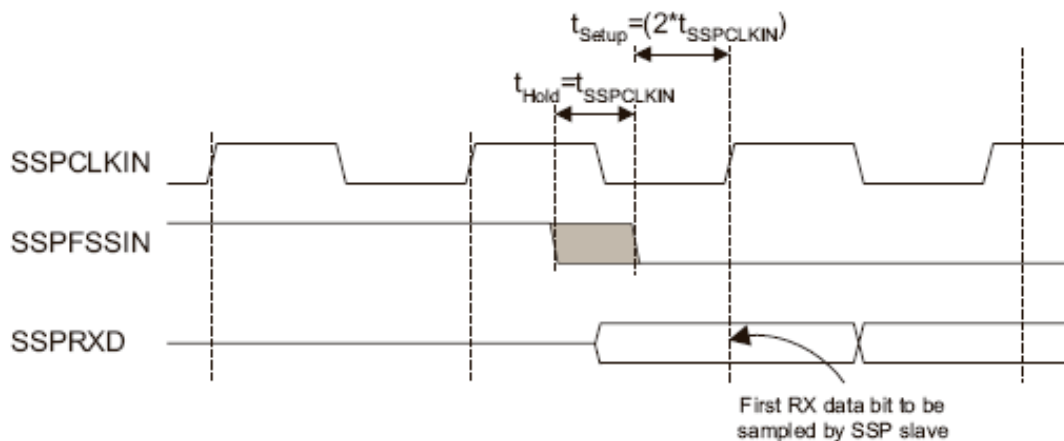 tSetup=(2*tSSPCLKIN)
tHold=tSSPCLKIN
SSPCLKIN
SSPFSSIN
SSPRXD
First RX data bit to be
sampled by SSP slave